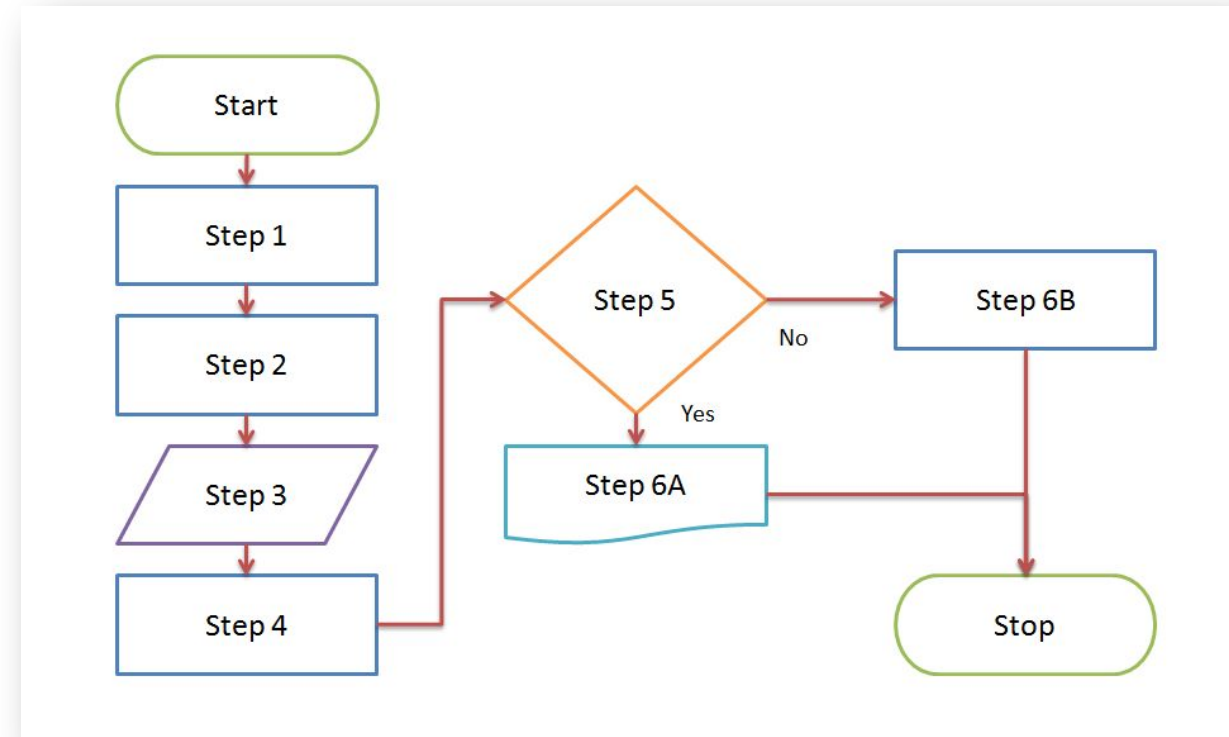 Start
Step 1
Step 2
Step 3
Step 4
Step 5
No
Yes
Step 6A
Step 6B
Stop